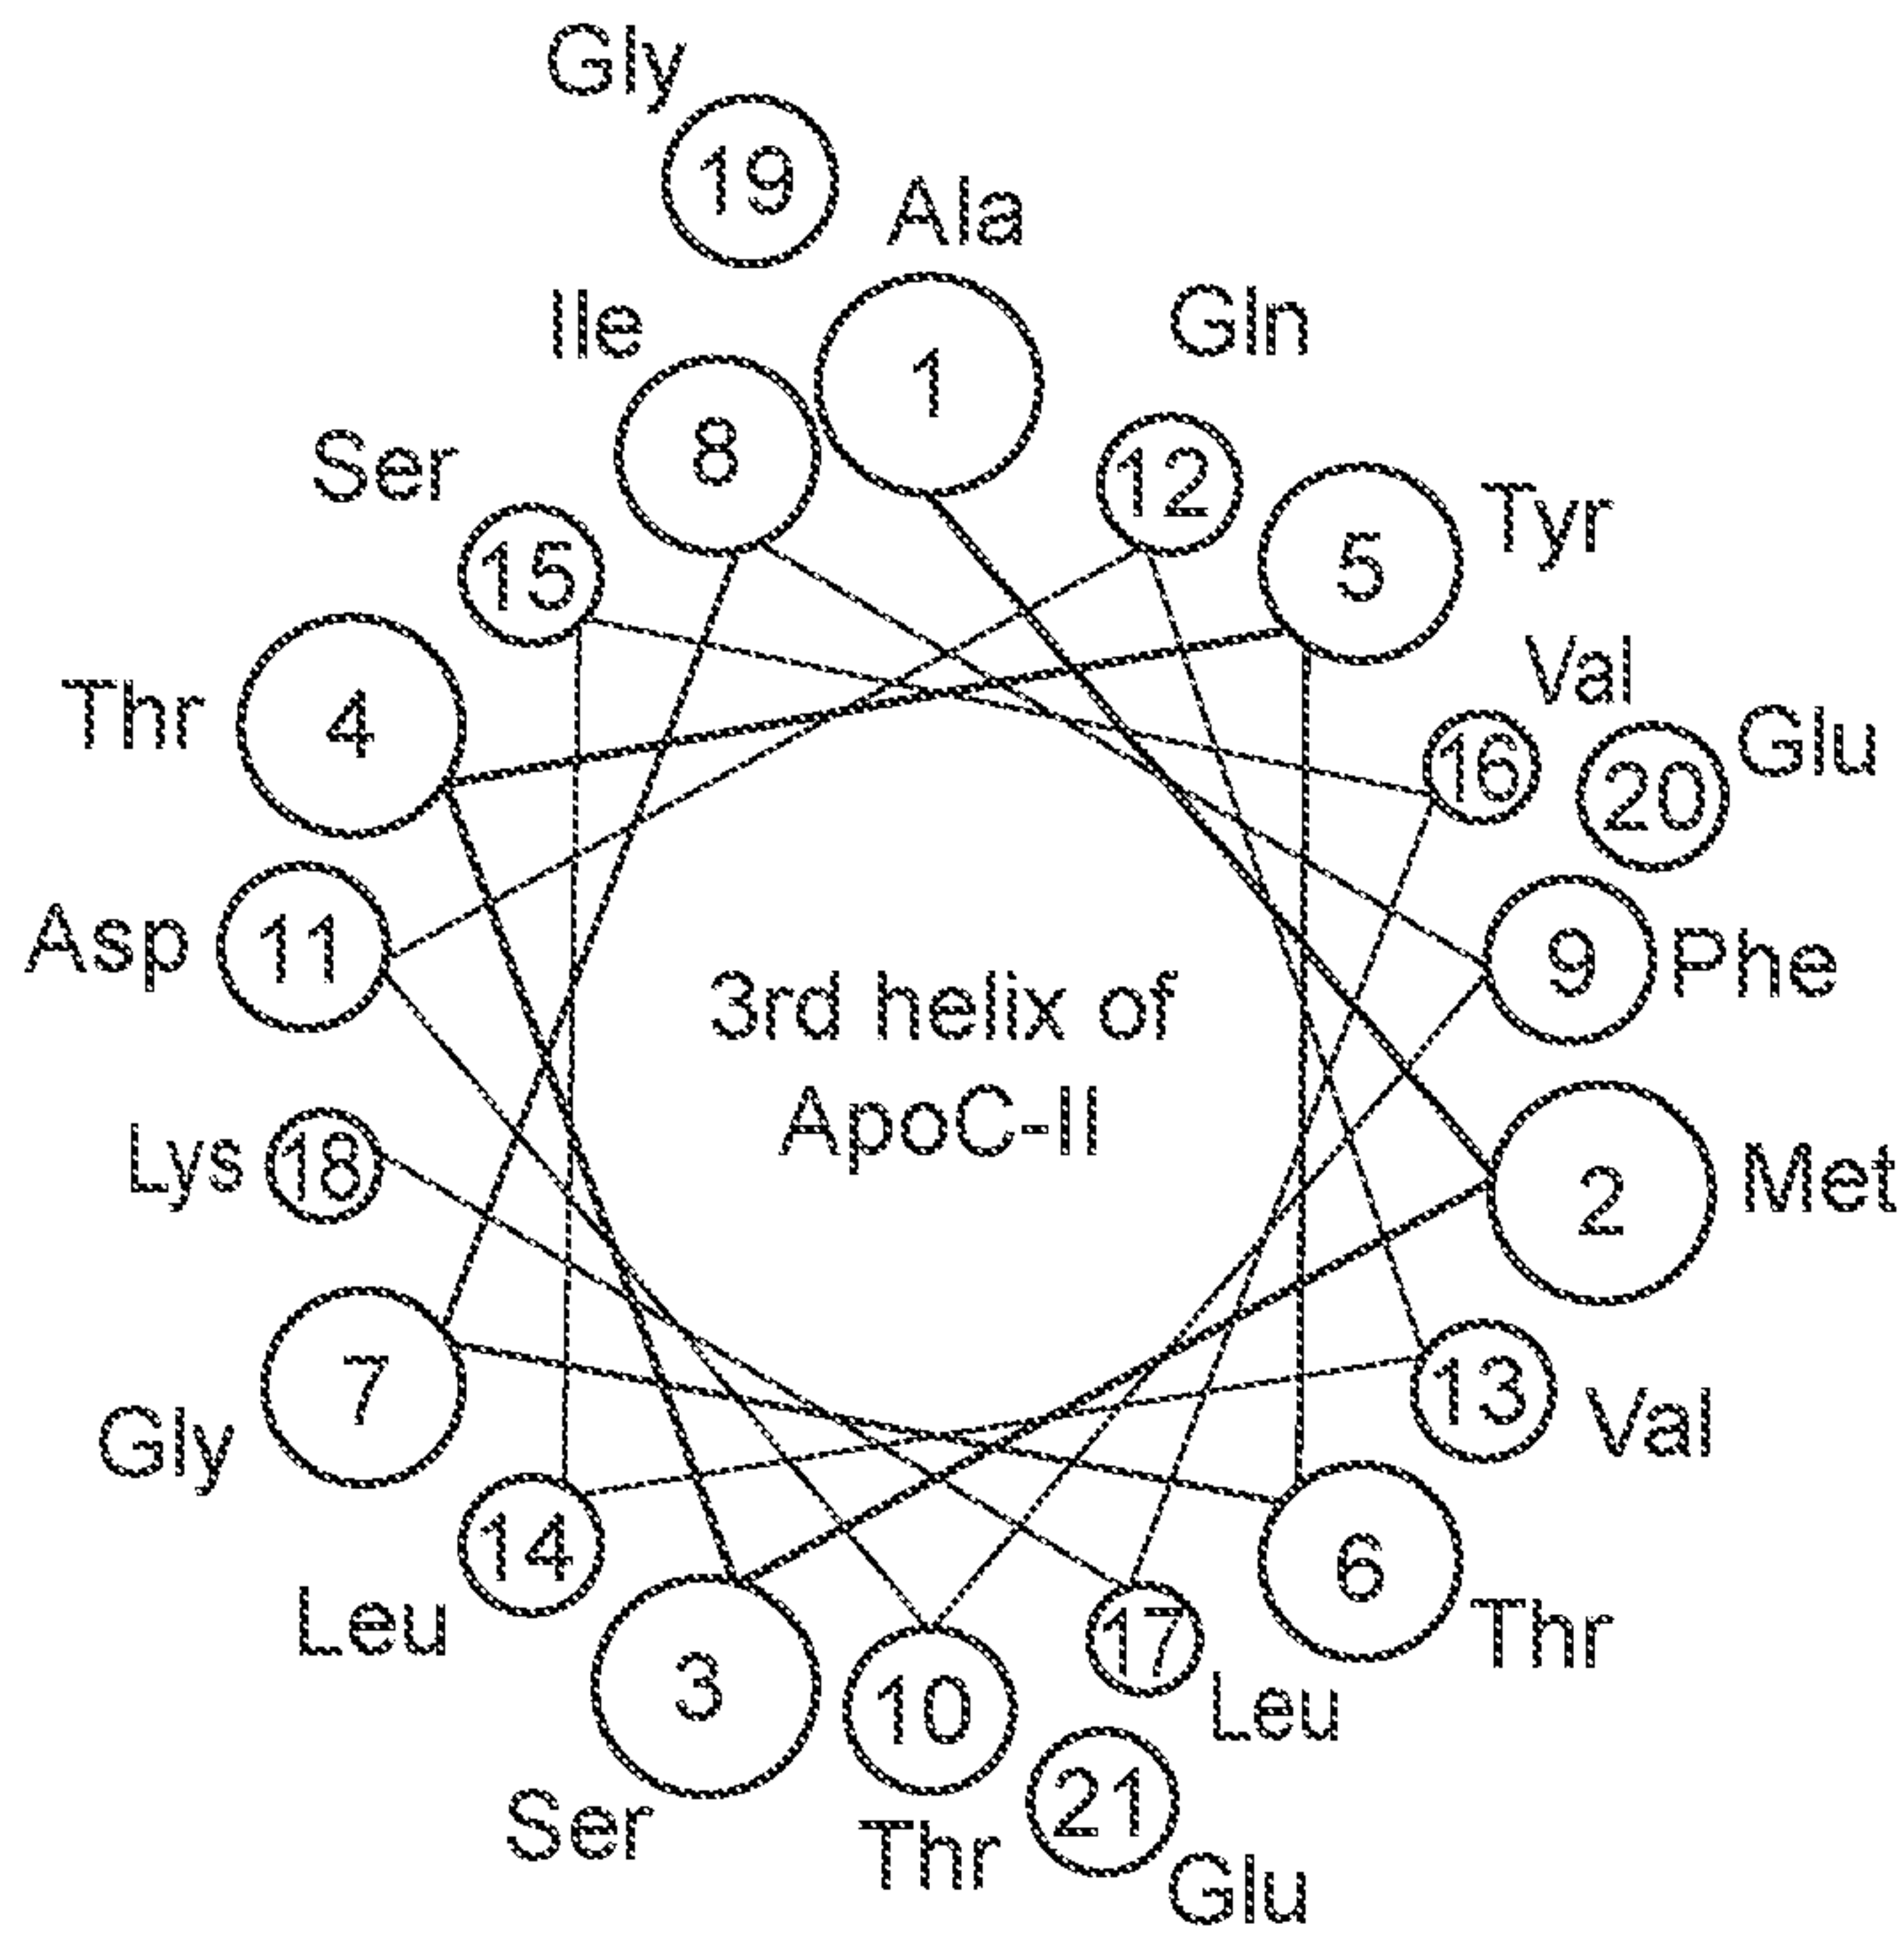 Gly
19
Ala
1
Ile
8
Gln
12
Ser
15
Tyr
5
Thr
4
Val
16
Glu
20
Asp
11
Phe
9
3rd helix of
ApoC-II
Lys
18
Met
2
Gly
7
Val
13
Leu
14
Thr
6
Leu
17
Ser
3
Thr
10
Glu
21